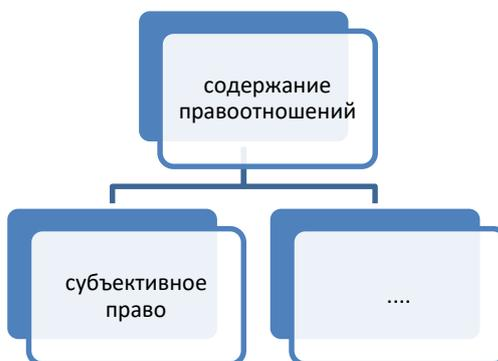 содержание
правоотношений
субъективное
право
....